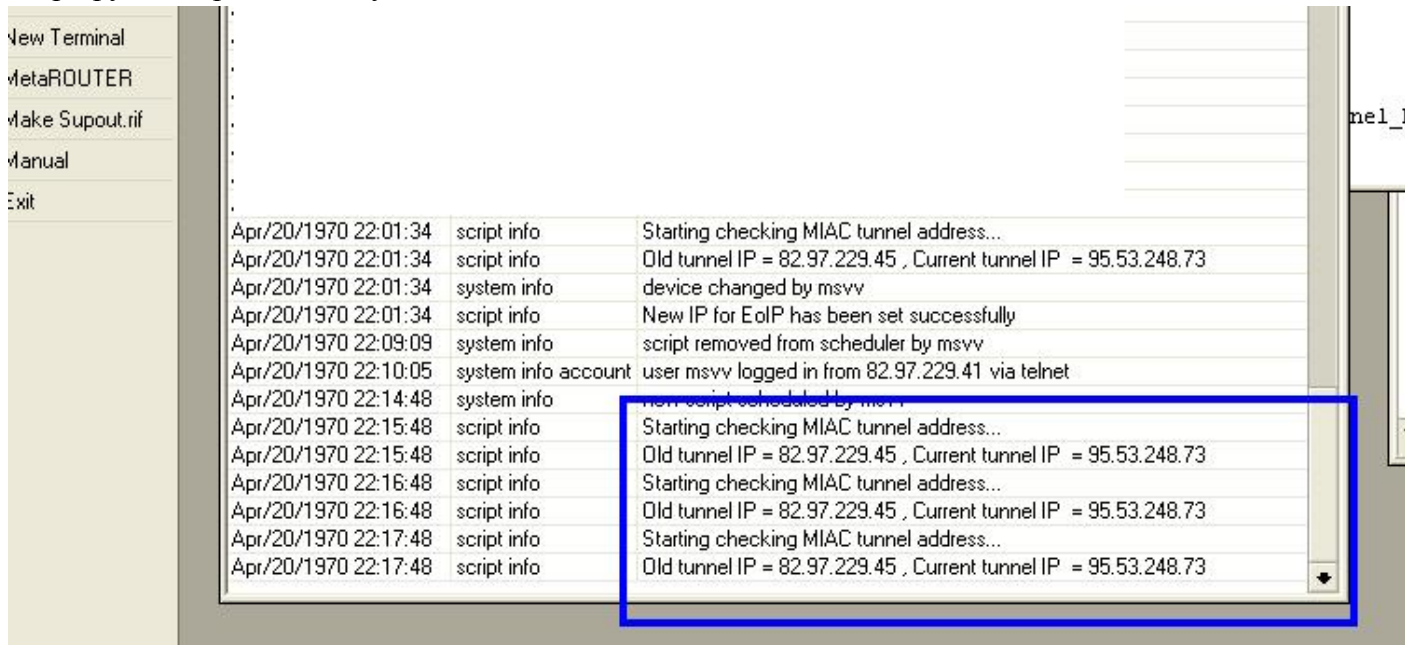 New Terminal
MetaROUTER
Make Supout.rif
Manual
Exit
nel_
Apr/20/1970 22:01:34 script info Starting checking MIAC tunnel address...
Apr/20/1970 22:01:34 script info Old tunnel IP = 82.97.229.45 , Current tunnel IP = 95.53.248.73
Apr/20/1970 22:01:34 system info device changed by msvv
Apr/20/1970 22:01:34 script info New IP for EoIP has been set successfully
Apr/20/1970 22:09:09 system info script removed from scheduler by msvv
Apr/20/1970 22:10:05 system info account user msvv logged in from 82.97.229.41 via telnet
Apr/20/1970 22:14:48 system info new script scheduled by msvv
Apr/20/1970 22:15:48 script info Starting checking MIAC tunnel address...
Apr/20/1970 22:15:48 script info Old tunnel IP = 82.97.229.45 , Current tunnel IP = 95.53.248.73
Apr/20/1970 22:16:48 script info Starting checking MIAC tunnel address...
Apr/20/1970 22:16:48 script info Old tunnel IP = 82.97.229.45 , Current tunnel IP = 95.53.248.73
Apr/20/1970 22:17:48 script info Starting checking MIAC tunnel address...
Apr/20/1970 22:17:48 script info Old tunnel IP = 82.97.229.45 , Current tunnel IP = 95.53.248.73